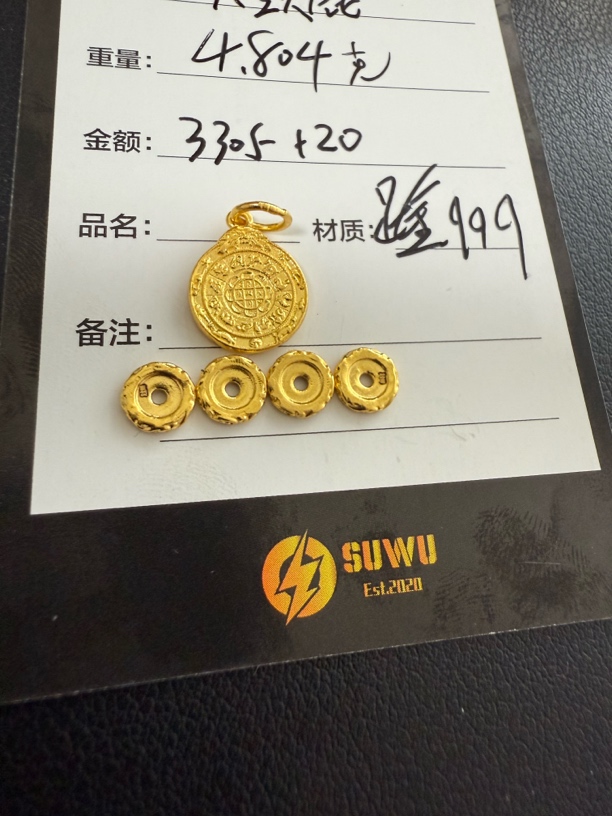 重量: 4.804克
金额: 3305+20
品名: 材质: 足金999
备注:
SUWU
Est.2020